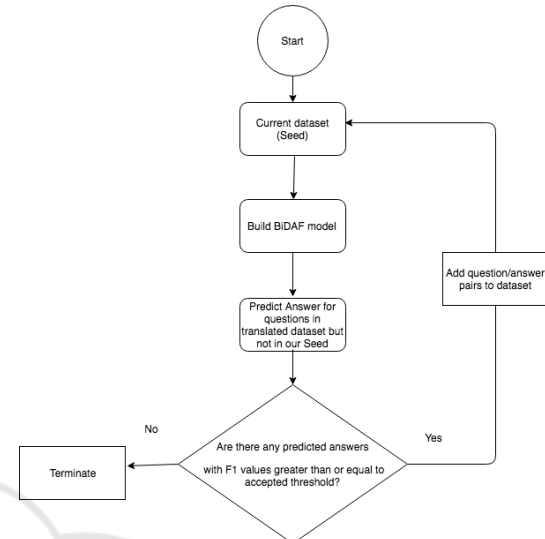 Start
Current dataset
(Seed)
Build BiDAF model
Add question/answer
pairs to dataset
Predict Answer for
questions in
translated dataset but
not in our Seed
No
Yes
Are there any predicted answers
with F1 values greater than or equal to
accepted threshold?
Terminate